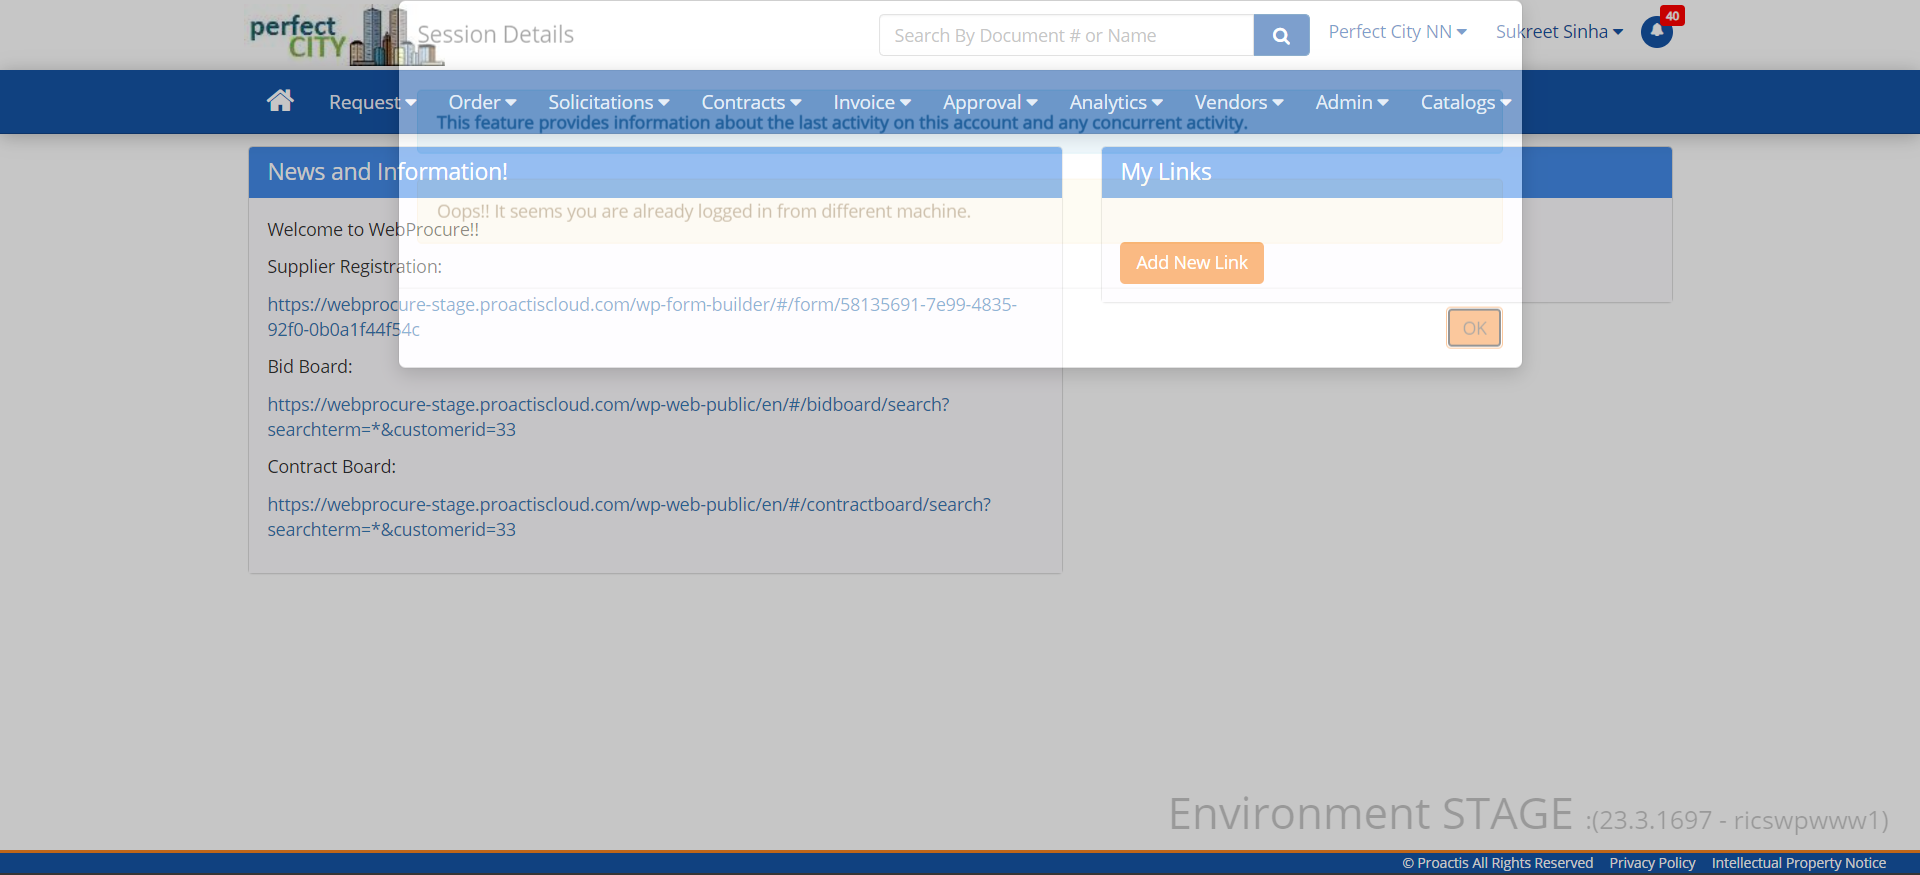 perfect
CITY
Session Details
Search By Document # or Name
Perfect City NN
Sukreet Sinha
40
Request
Order
Solicitations
Contracts
Invoice
Approval
Analytics
Vendors
Admin
Catalogs
This feature provides information about the last activity on this account and any concurrent activity.
News and Information!
My Links
Oops!! It seems you are already logged in from different machine.
Welcome to WebProcure!!
Supplier Registration:
Add New Link
https://webprocure-stage.proactiscloud.com/wp-form-builder/#/form/58135691-7e99-4835-
92f0-0b0a1f44f54c
OK
Bid Board:
https://webprocure-stage.proactiscloud.com/wp-web-public/en/#/bidboard/search?
searchterm=*&customerid=33
Contract Board:
https://webprocure-stage.proactiscloud.com/wp-web-public/en/#/contractboard/search?
searchterm=*&customerid=33
Environment STAGE :(23.3.1697 - ricswpwww1)
© Proactis All Rights Reserved Privacy Policy Intellectual Property Notice